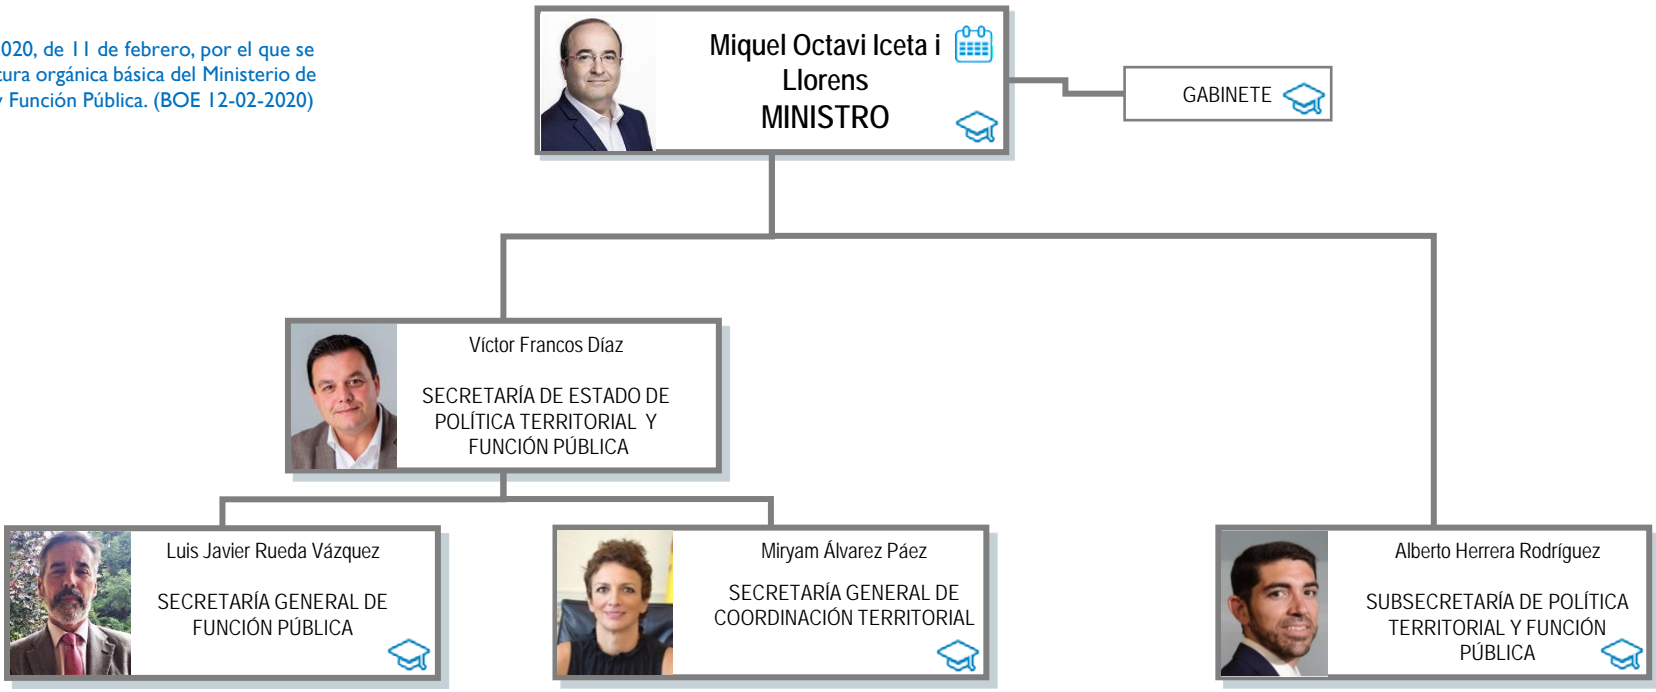 020, de 11 de febrero, por el que se
tura orgánica básica del Ministerio de
y Función Pública. (BOE 12-02-2020)
Miquel Octavi Iceta i
Llorens
MINISTRO
GABINETE
Víctor Francos Díaz
SECRETARÍA DE ESTADO DE
POLÍTICA TERRITORIAL Y
FUNCIÓN PÚBLICA
Luis Javier Rueda Vázquez
SECRETARÍA GENERAL DE
FUNCIÓN PÚBLICA
Miryam Álvarez Páez
SECRETARÍA GENERAL DE
COORDINACIÓN TERRITORIAL
Alberto Herrera Rodríguez
SUBSECRETARÍA DE POLÍTICA
TERRITORIAL Y FUNCIÓN
PÚBLICA